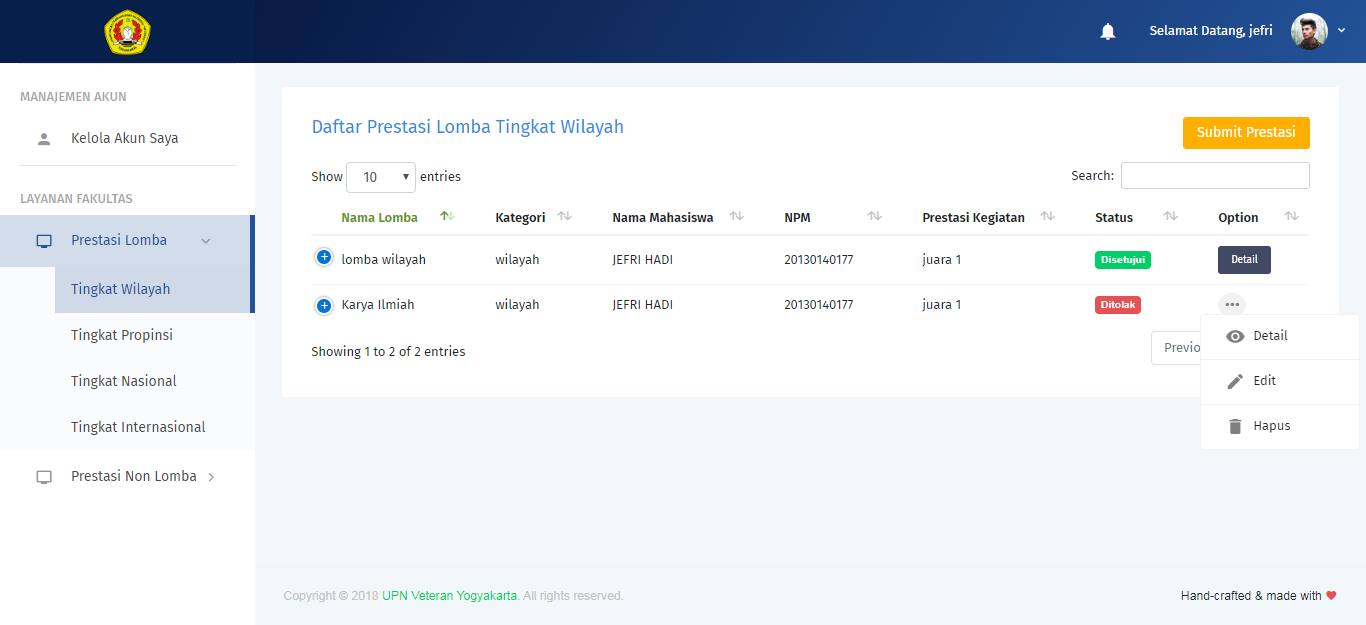 Selamat Datang, jefri
MANAJEMEN AKUN
Kelola Akun Saya
LAYANAN FAKULTAS
Prestasi Lomba
Tingkat Wilayah
Tingkat Propinsi
Tingkat Nasional
Tingkat Internasional
Prestasi Non Lomba
Daftar Prestasi Lomba Tingkat Wilayah
Submit Prestasi
Show 10 entries
Search:
Nama Lomba Kategori Nama Mahasiswa NPM Prestasi Kegiatan Status Option
lomba wilayah wilayah JEFRI HADI 20130140177 juara 1 Disetujui Detail
Karya Ilmiah wilayah JEFRI HADI 20130140177 juara 1 Ditolak
Showing 1 to 2 of 2 entries
Previo
Detail
Edit
Hapus
Copyright © 2018 UPN Veteran Yogyakarta. All rights reserved.
Hand-crafted & made with